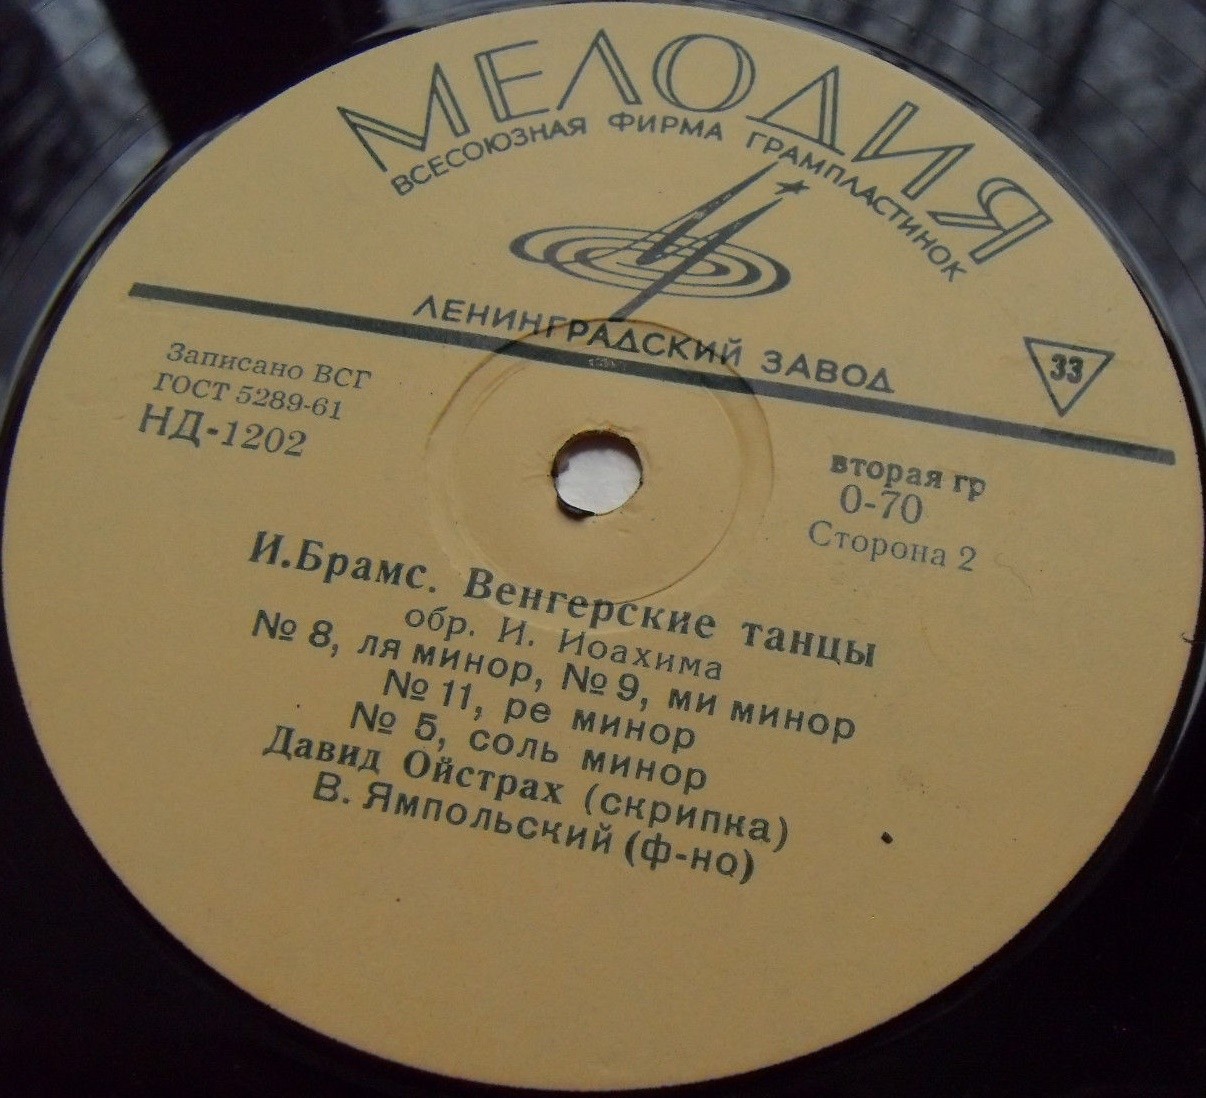 МЕЛОДИЯ
ВСЕСОЮЗНАЯ ФИРМА ГРАМПЛАСТИНОК
ЛЕНИНГРАДСКИЙ ЗАВОД
33
Записано ВСГ
ГОСТ 5289-61
НД-1202
вторая гр
0-70
Сторона 2
И.Брамс. Венгерские танцы
обр. И. Иоахима
№ 8, ля минор, № 9, ми минор
№ 11, ре минор
№ 5, соль минор
Давид Ойстрах (скрипка)
В. Ямпольский (ф-но)